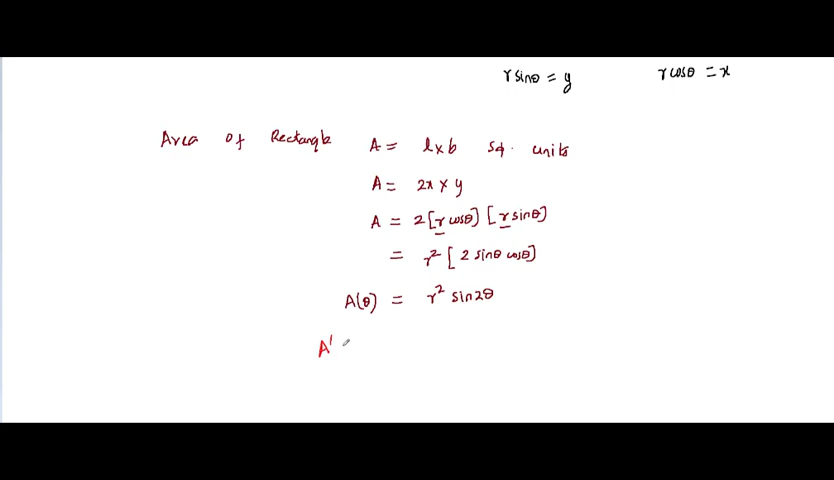 r sinθ = y    r cosθ = x
Area of Rectangle A = l x b sq. units
A = 2x x y
A = 2 [r cosθ] [r sinθ]
= r² [2 sinθ cosθ]
A(θ) = r² sin2θ
A'